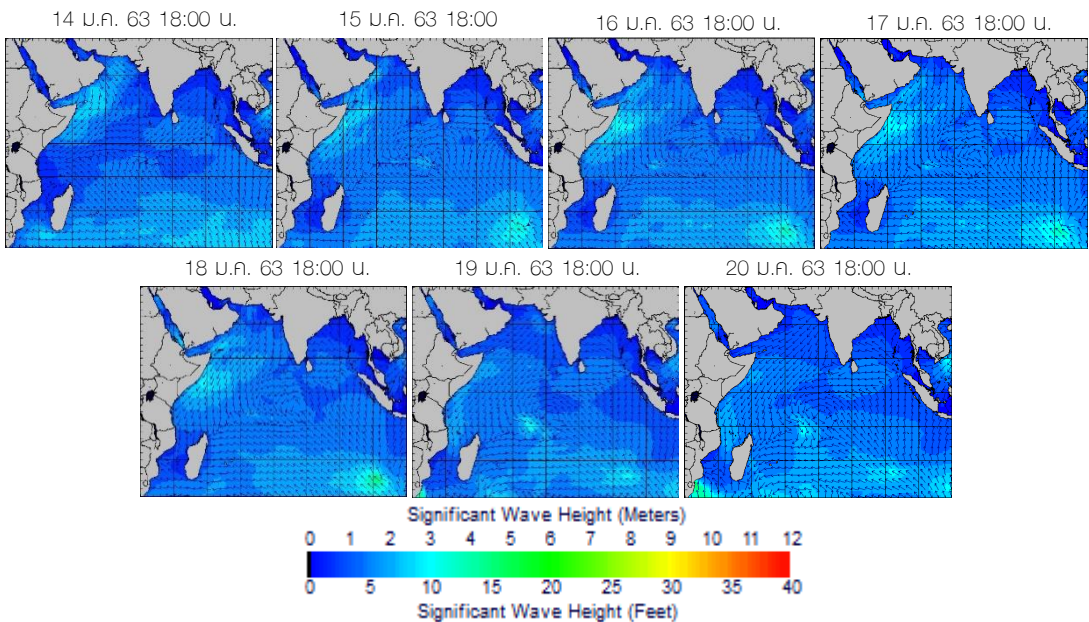 14 ม.ค. 63 18:00 น.
15 ม.ค. 63 18:00
16 ม.ค. 63 18:00 น.
17 ม.ค. 63 18:00 น.
18 ม.ค. 63 18:00 น.
19 ม.ค. 63 18:00 น.
20 ม.ค. 63 18:00 น.
Significant Wave Height (Meters)
0 1 2 3 4 5 6 7 8 9 10 11 12
0 5 10 15 20 25 30 35 40
Significant Wave Height (Feet)